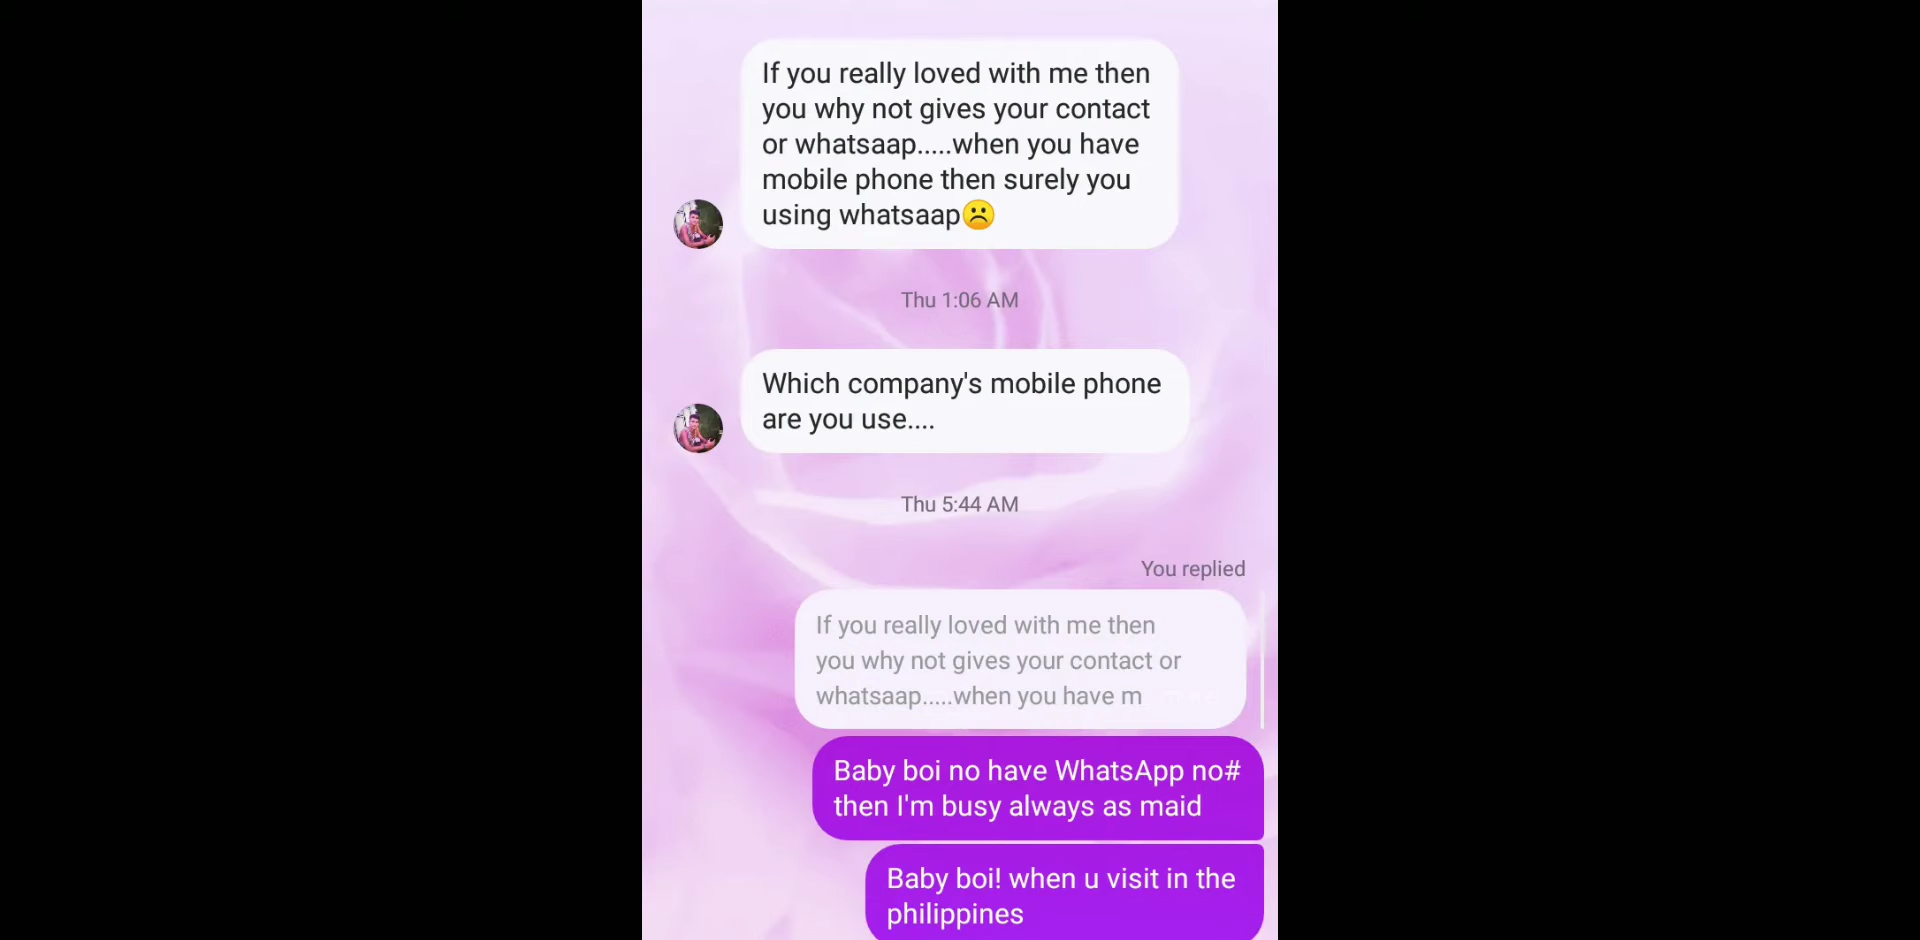 If you really loved with me then
you why not gives your contact
or whatsaap.....when you have
mobile phone then surely you
using whatsaap☹️
Thu 1:06 AM
Which company's mobile phone
are you use....
Thu 5:44 AM
You replied
If you really loved with me then
you why not gives your contact or
whatsaap.....when you have m
Baby boi no have WhatsApp no#
then I'm busy always as maid
Baby boi! when u visit in the
philippines